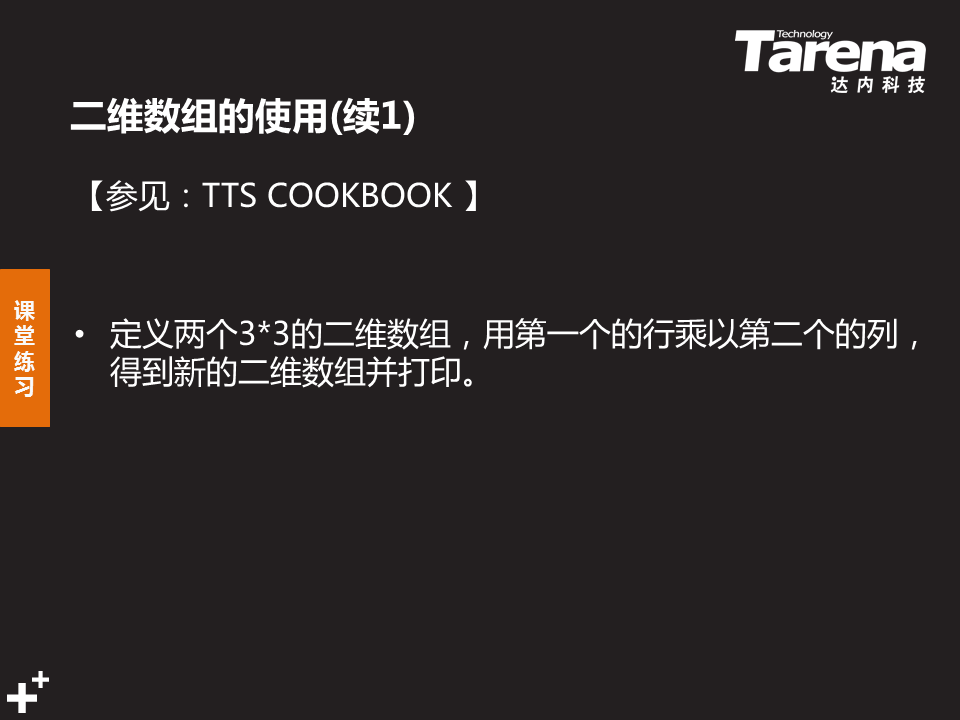 Technology
Tarena
达内科技
二维数组的使用(续1)
【参见：TTS COOKBOOK 】
课
堂
练
习
• 定义两个3*3的二维数组，用第一个的行乘以第二个的列，
得到新的二维数组并打印。